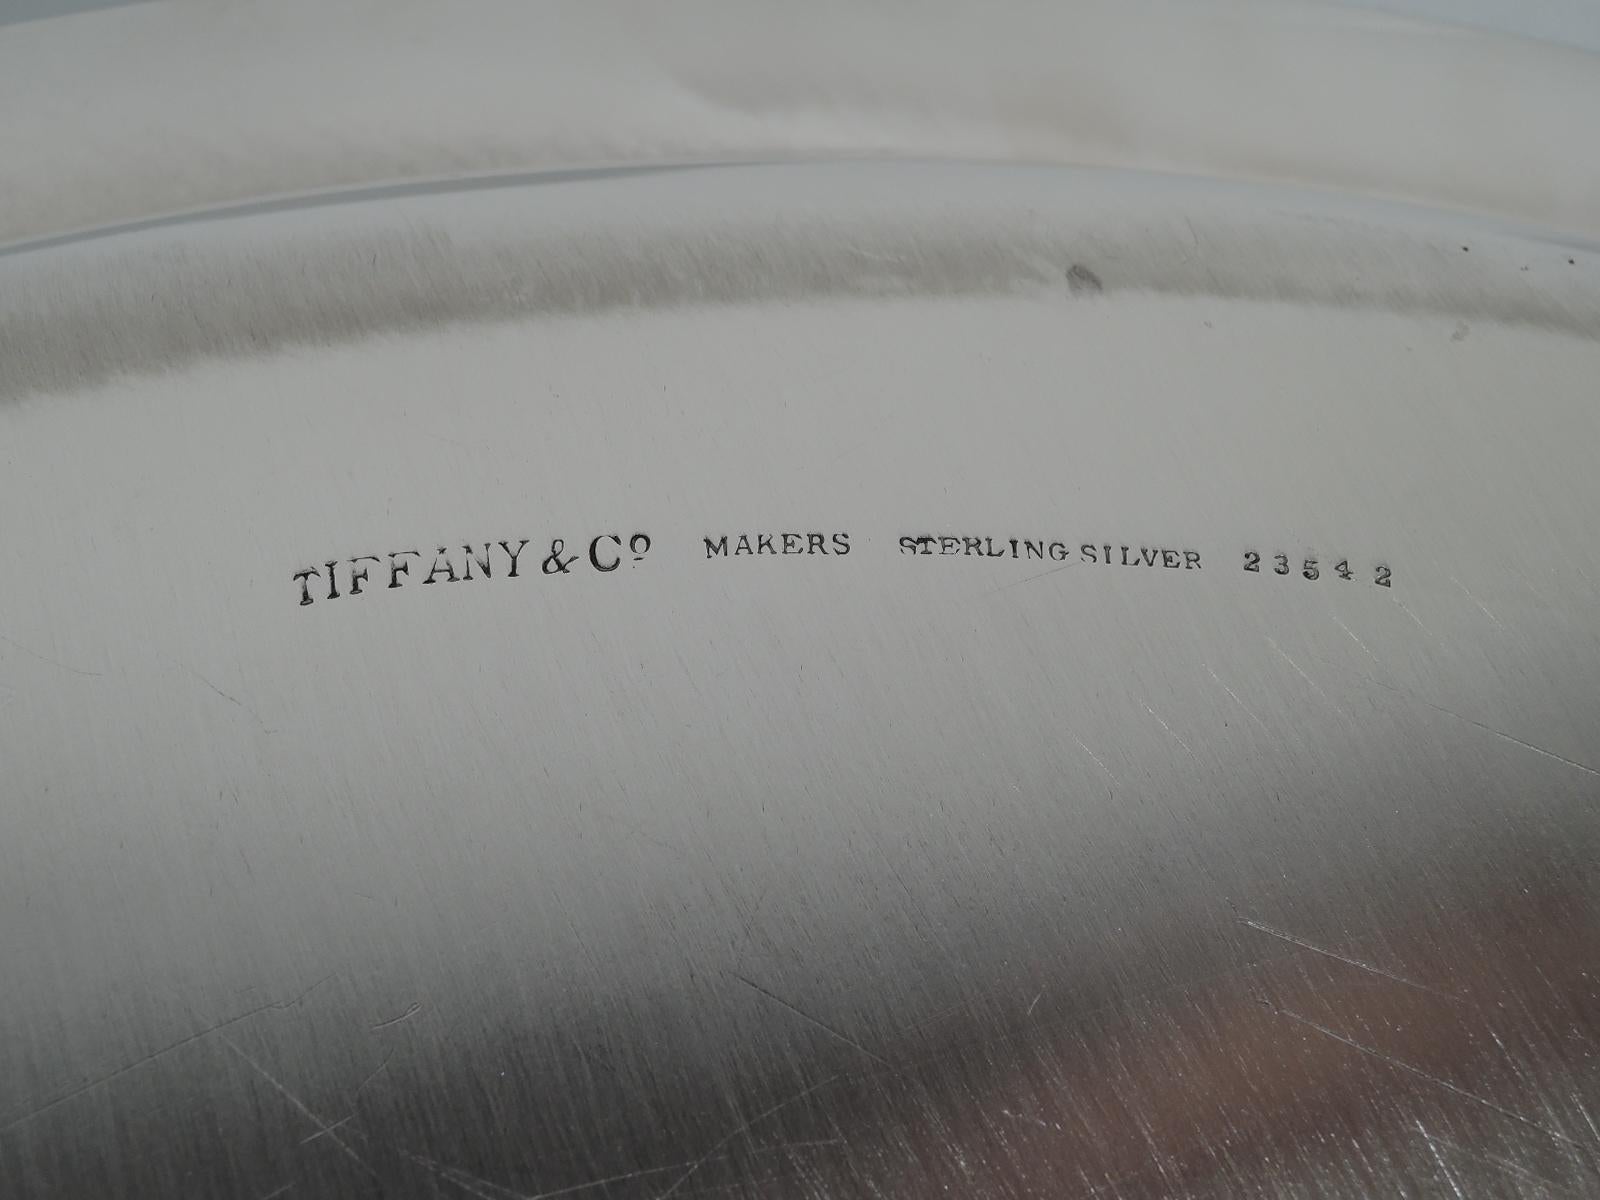 TIFFANY & Cº MAKERS STERLING SILVER 23542